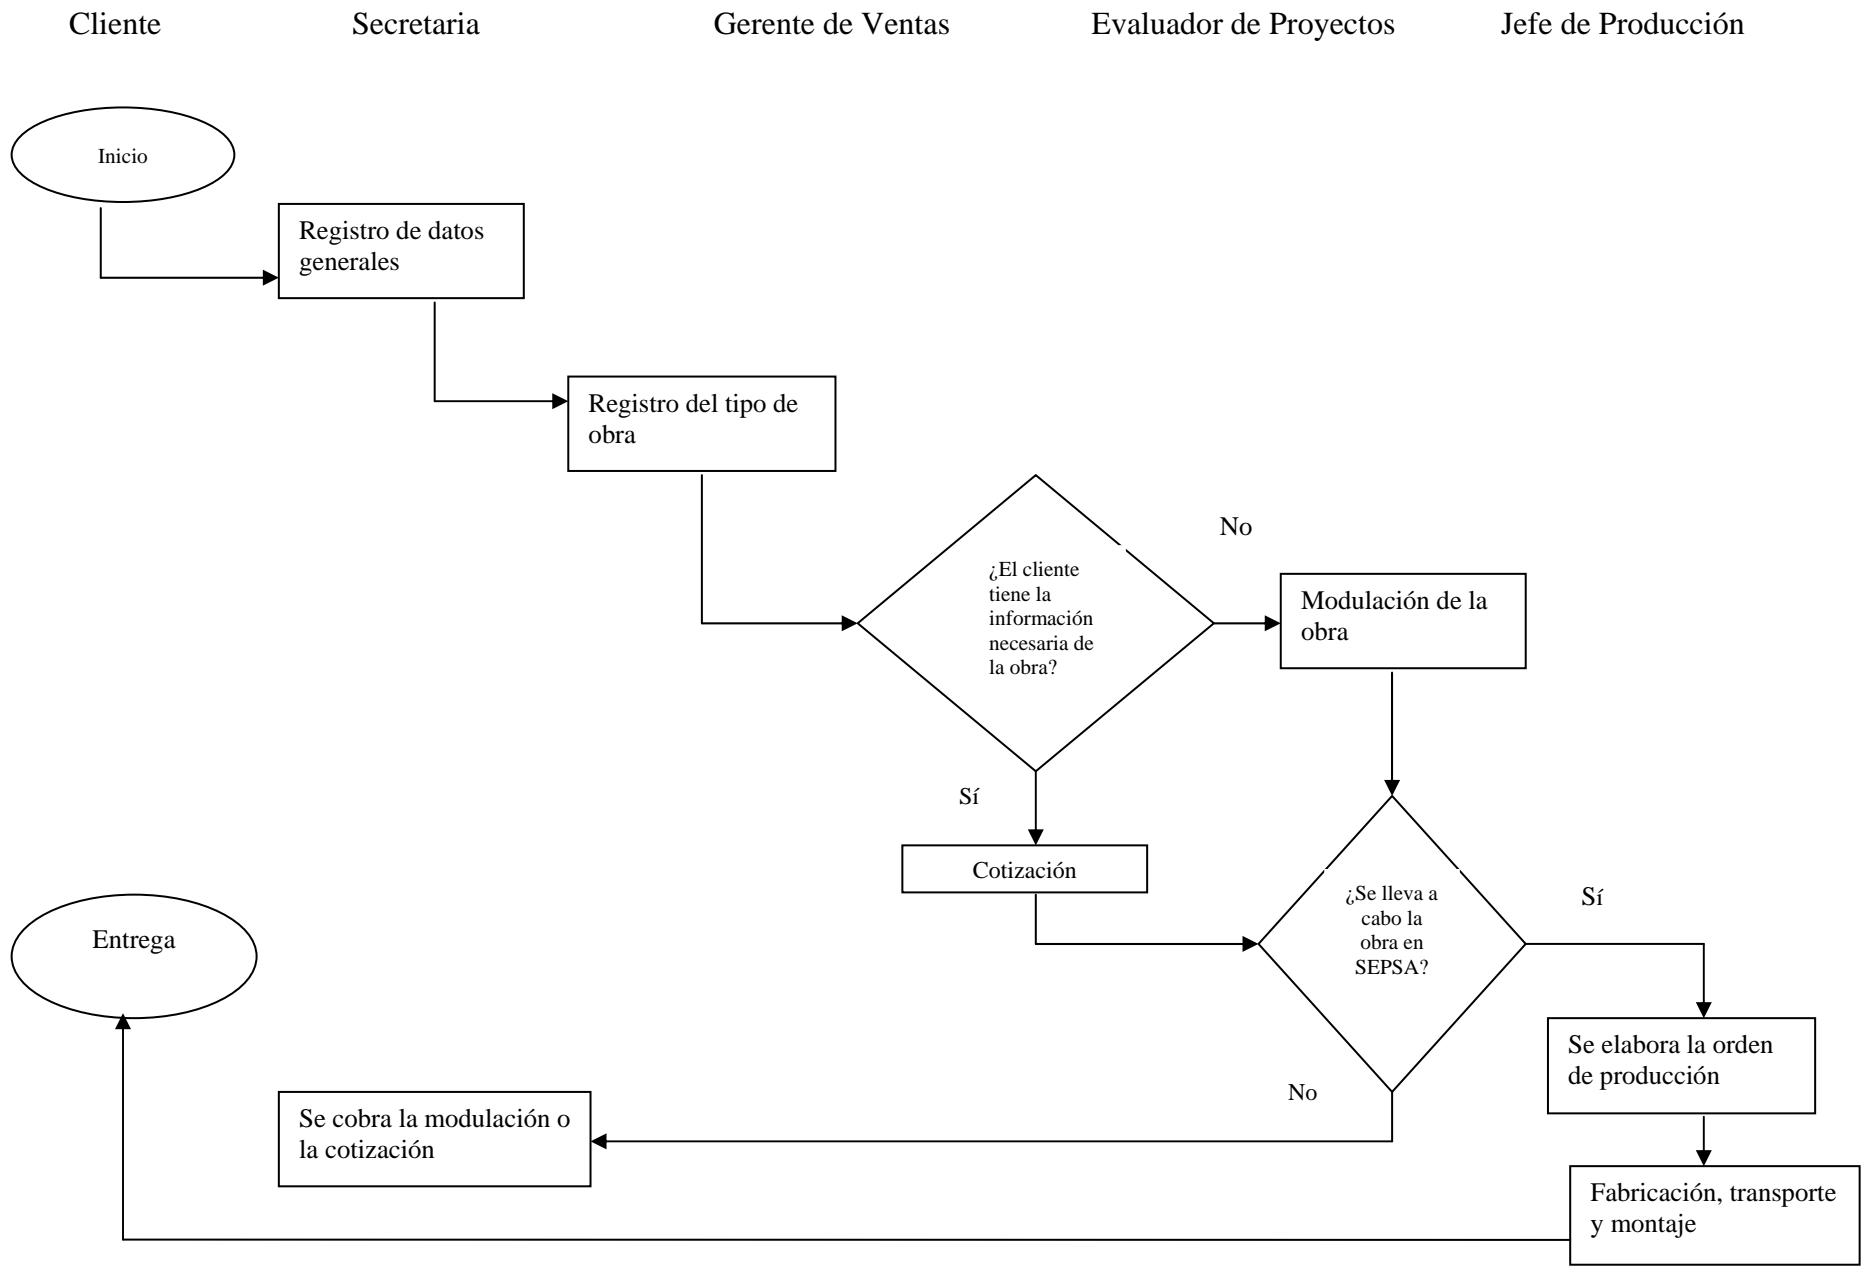 Cliente Secretaria Gerente de Ventas Evaluador de Proyectos Jefe de Producción
Inicio
Registro de datos
generales
Registro del tipo de
obra
¿El cliente
tiene la
información
necesaria de
la obra?
No
Modulación de la
obra
Sí
Cotización
¿Se lleva a
cabo la
obra en
SEPSA?
Sí
Entrega
Se elabora la orden
de producción
No
Se cobra la modulación o
la cotización
Fabricación, transporte
y montaje